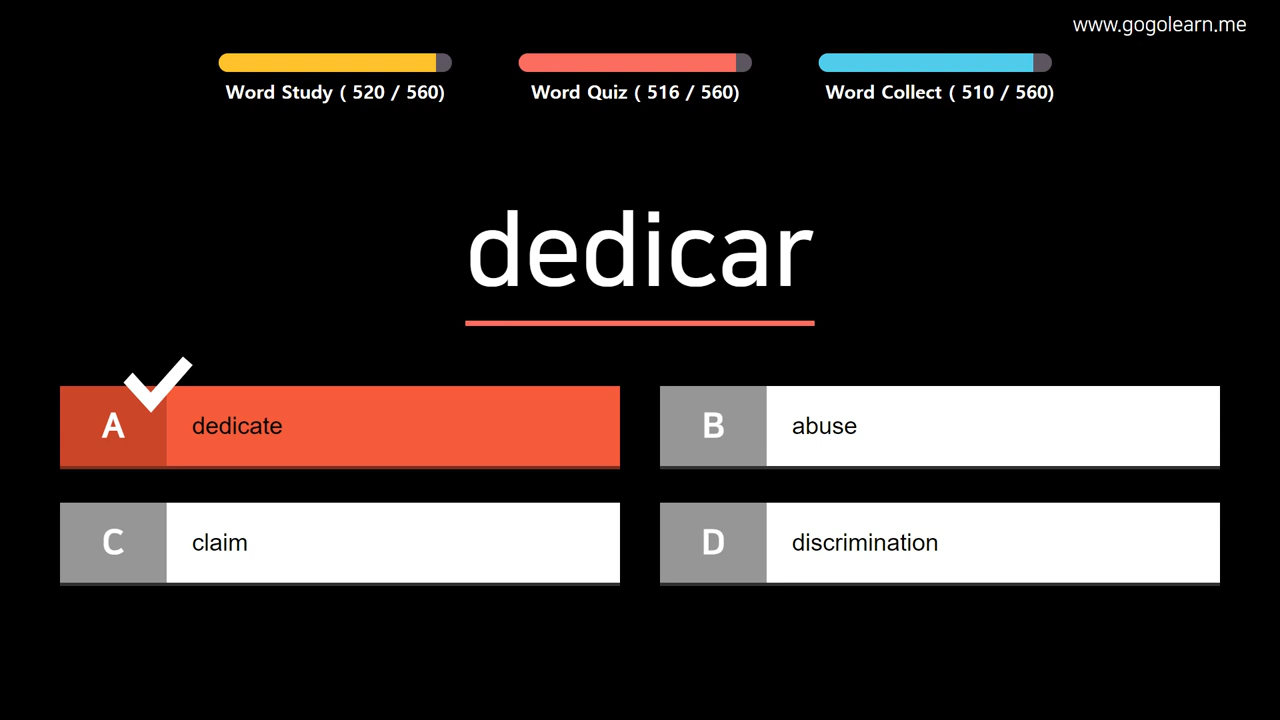 www.gogolearn.me
Word Study ( 520 / 560)
Word Quiz ( 516 / 560)
Word Collect ( 510 / 560)
dedicar
A dedicate
B abuse
C claim
D discrimination